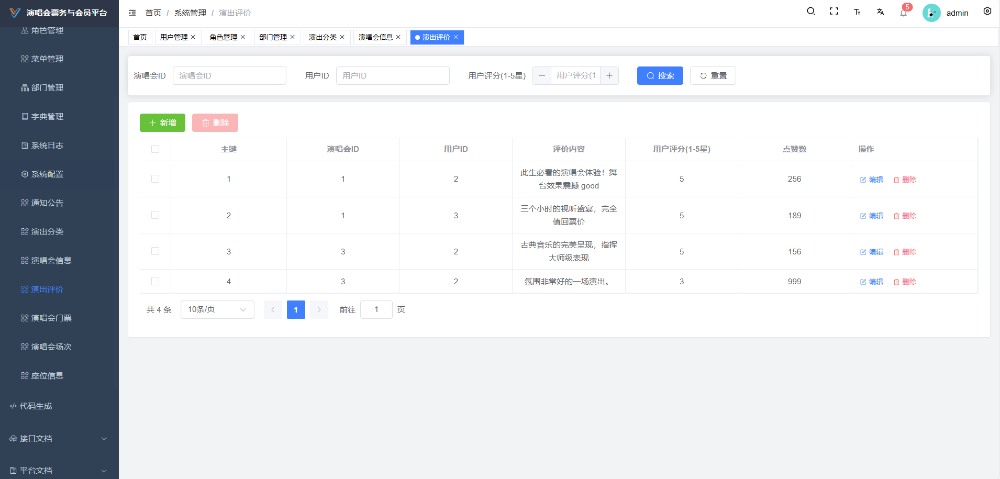 演唱会票务与会员平台
角色管理
菜单管理
部门管理
字典管理
系统日志
系统配置
通知公告
演出分类
演唱会信息
演出评价
演唱会门票
演唱会场次
座位信息
代码生成
接口文档
平台文档
首页 / 系统管理 / 演出评价
5
admin
首页 用户管理 角色管理 部门管理 演出分类 演唱会信息 演出评价
演唱会ID 演唱会ID 用户ID 用户ID 用户评分(1-5星) 用户评分(1 搜索 重置
新增 删除
主键 演唱会ID 用户ID 评价内容 用户评分(1-5星) 点赞数 操作
1 1 2 此生必看的演唱会体验！舞
台效果震撼 good 5 256 编辑 删除
2 1 3 三个小时的视听盛宴，完全
值回票价 5 189 编辑 删除
3 3 2 古典音乐的完美呈现，指挥
大师级表现 5 156 编辑 删除
4 3 2 氛围非常好的一场演出。 3 999 编辑 删除
共 4 条 10条/页 1 前往 1 页